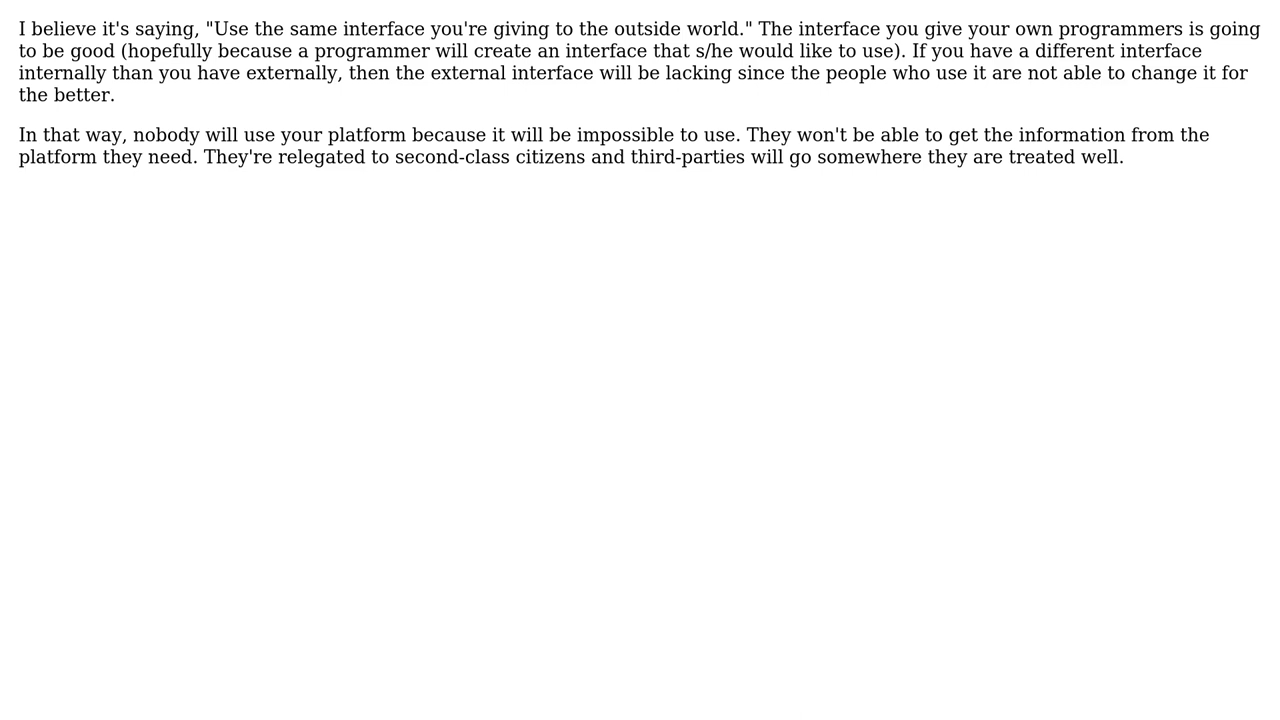 I believe it's saying, "Use the same interface you're giving to the outside world." The interface you give your own programmers is going
to be good (hopefully because a programmer will create an interface that s/he would like to use). If you have a different interface
internally than you have externally, then the external interface will be lacking since the people who use it are not able to change it for
the better.
In that way, nobody will use your platform because it will be impossible to use. They won't be able to get the information from the
platform they need. They're relegated to second-class citizens and third-parties will go somewhere they are treated well.